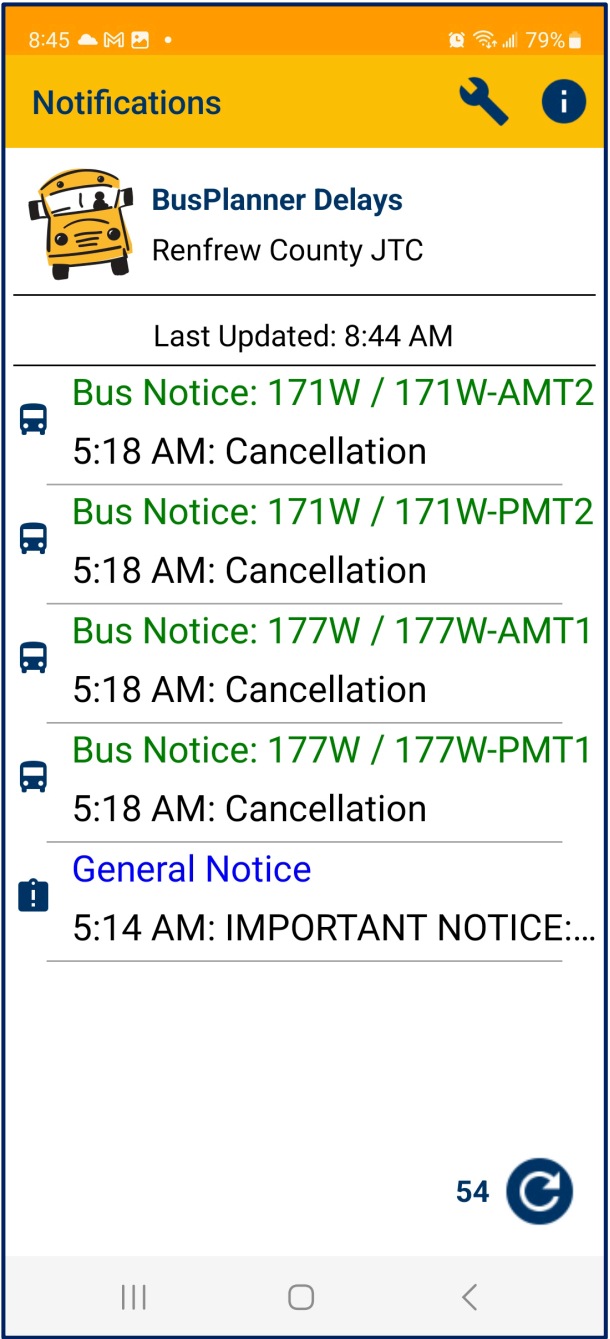 8:45 79%
Notifications
BusPlanner Delays
Renfrew County JTC
Last Updated: 8:44 AM
Bus Notice: 171W / 171W-AMT2
5:18 AM: Cancellation
Bus Notice: 171W / 171W-PMT2
5:18 AM: Cancellation
Bus Notice: 177W / 177W-AMT1
5:18 AM: Cancellation
Bus Notice: 177W / 177W-PMT1
5:18 AM: Cancellation
General Notice
5:14 AM: IMPORTANT NOTICE:...
54